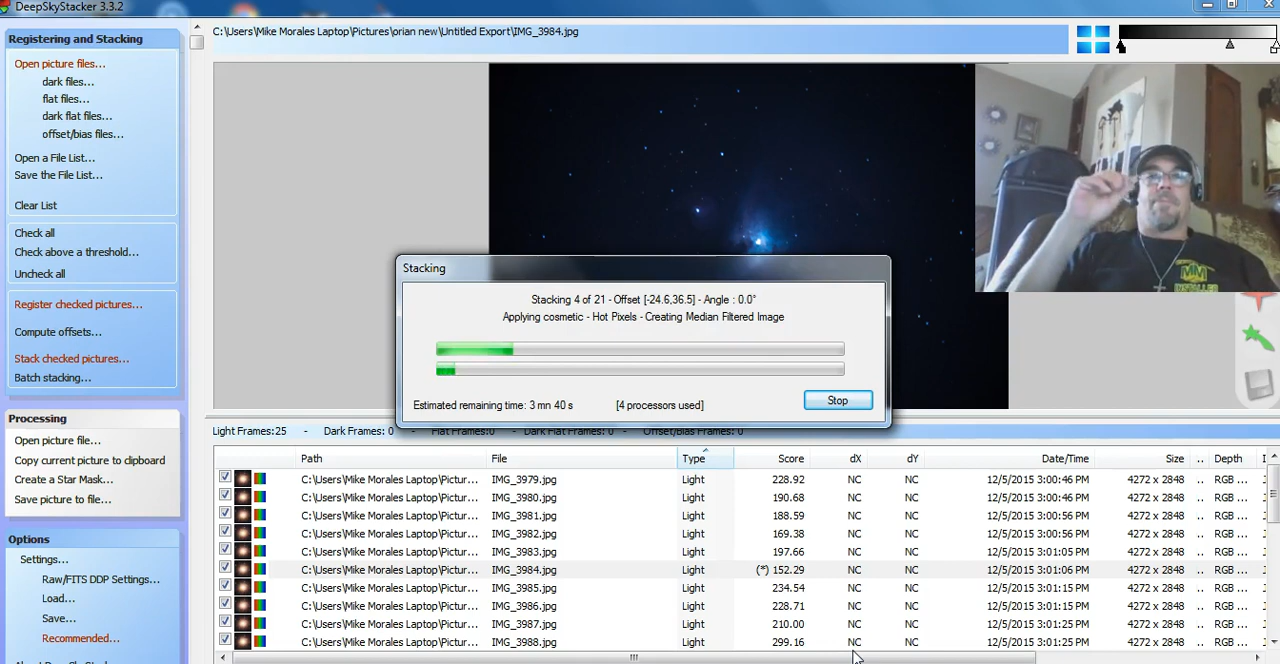 DeepSkyStacker 3.3.2
Registering and Stacking
Open picture files...
dark files...
flat files...
dark flat files...
offset/bias files...
Open a File List...
Save the File List...
Clear List
Check all
Check above a threshold...
Uncheck all
Register checked pictures...
Compute offsets...
Stack checked pictures...
Batch stacking...
Processing
Open picture file...
Copy current picture to clipboard
Create a Star Mask...
Save picture to file...
Options
Settings...
Raw/FITS DDP Settings...
Load...
Save...
Recommended...
C:\Users\Mike Morales Laptop\Pictures\orian new\Untitled Export\IMG_3984.jpg
MM
INSTALLER
Stacking
Stacking 4 of 21 - Offset [-24.6,36.5] - Angle : 0.0°
Applying cosmetic - Hot Pixels - Creating Median Filtered Image
Estimated remaining time: 3 mn 40 s [4 processors used] Stop
Light Frames:25 - Dark Frames: 0 - Flat Frames:0 - Dark Flat Frames: 0 - Offset/Bias Frames: 0
Path File Type Score dX dY Date/Time Size .. Depth
C:\Users\Mike Morales Laptop\Pictur... IMG_3979.jpg Light 228.92 NC NC 12/5/2015 3:00:46 PM 4272 x 2848 .. RGB ...
C:\Users\Mike Morales Laptop\Pictur... IMG_3980.jpg Light 190.68 NC NC 12/5/2015 3:00:46 PM 4272 x 2848 .. RGB ...
C:\Users\Mike Morales Laptop\Pictur... IMG_3981.jpg Light 188.59 NC NC 12/5/2015 3:00:56 PM 4272 x 2848 .. RGB ...
C:\Users\Mike Morales Laptop\Pictur... IMG_3982.jpg Light 169.38 NC NC 12/5/2015 3:00:56 PM 4272 x 2848 .. RGB ...
C:\Users\Mike Morales Laptop\Pictur... IMG_3983.jpg Light 197.66 NC NC 12/5/2015 3:01:05 PM 4272 x 2848 .. RGB ...
C:\Users\Mike Morales Laptop\Pictur... IMG_3984.jpg Light (*) 152.29 NC NC 12/5/2015 3:01:06 PM 4272 x 2848 .. RGB ...
C:\Users\Mike Morales Laptop\Pictur... IMG_3985.jpg Light 234.54 NC NC 12/5/2015 3:01:15 PM 4272 x 2848 .. RGB ...
C:\Users\Mike Morales Laptop\Pictur... IMG_3986.jpg Light 228.71 NC NC 12/5/2015 3:01:15 PM 4272 x 2848 .. RGB ...
C:\Users\Mike Morales Laptop\Pictur... IMG_3987.jpg Light 210.00 NC NC 12/5/2015 3:01:25 PM 4272 x 2848 .. RGB ...
C:\Users\Mike Morales Laptop\Pictur... IMG_3988.jpg Light 299.16 NC NC 12/5/2015 3:01:25 PM 4272 x 2848 .. RGB ...